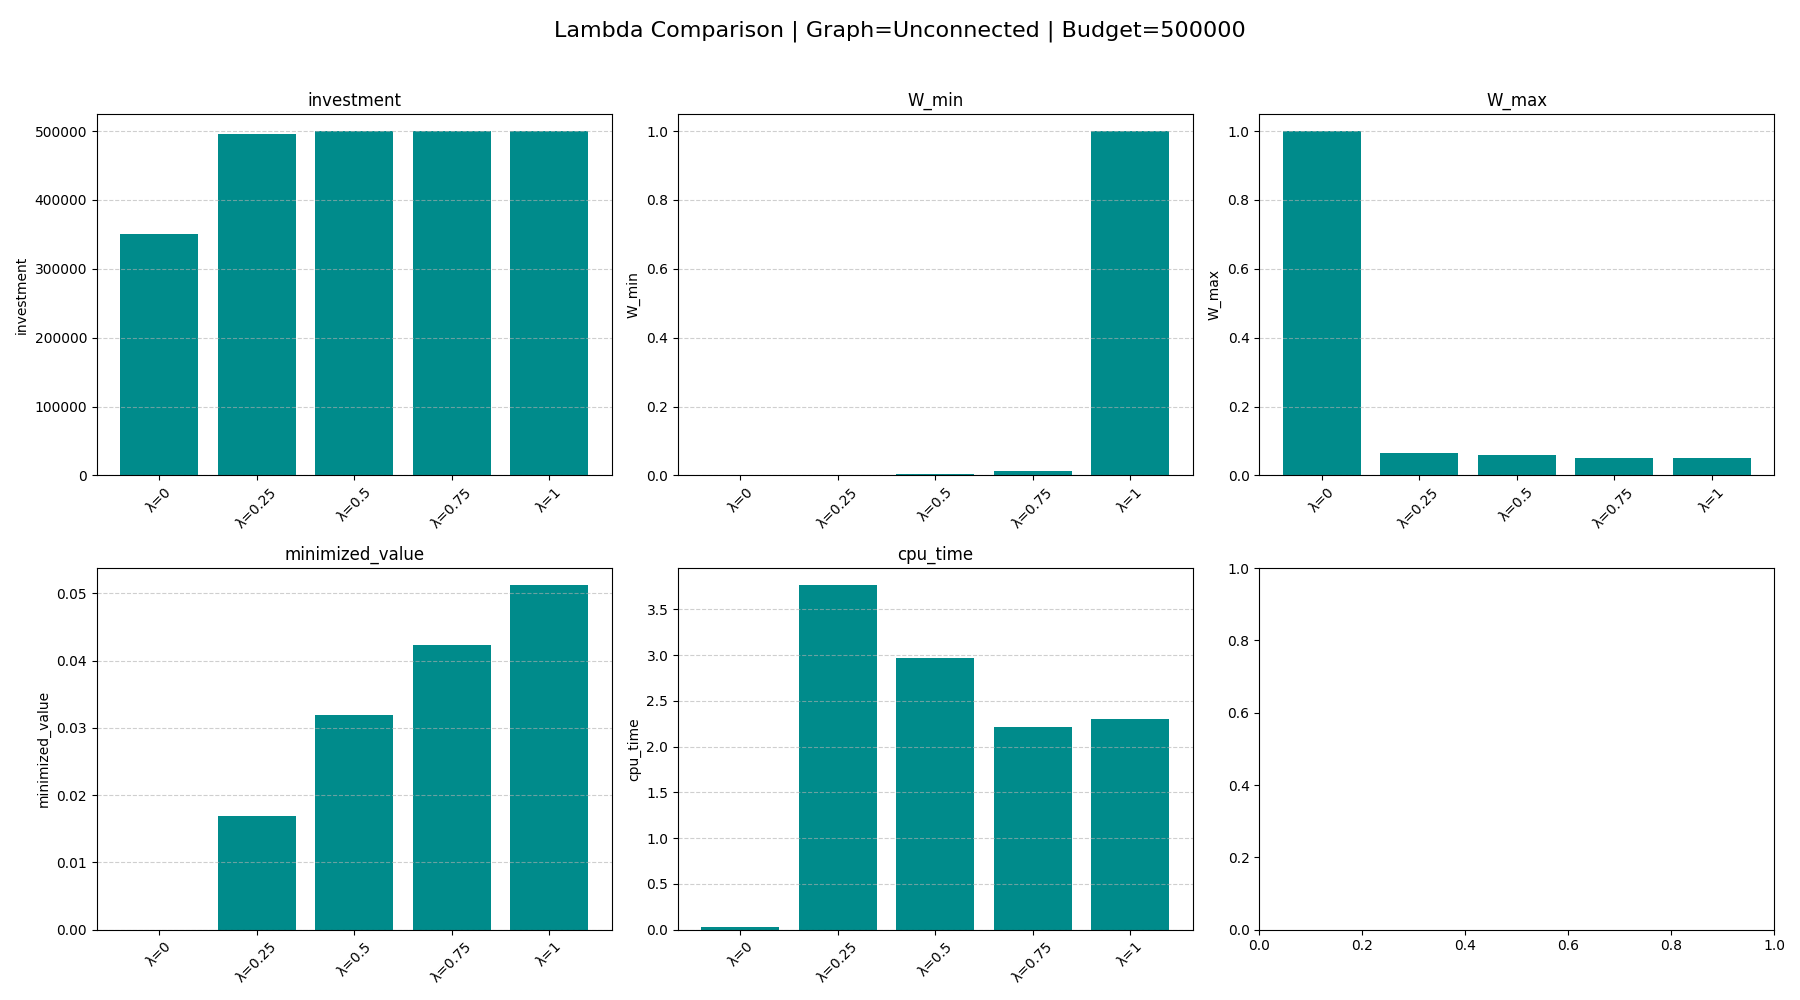 Lambda Comparison | Graph=Unconnected | Budget=500000
investment
500000
400000
300000
200000
100000
0
investment
λ=0
λ=0.25
λ=0.5
λ=0.75
λ=1
W_min
1.0
0.8
0.6
0.4
0.2
0.0
W_min
λ=0
λ=0.25
λ=0.5
λ=0.75
λ=1
W_max
1.0
0.8
0.6
0.4
0.2
0.0
W_max
λ=0
λ=0.25
λ=0.5
λ=0.75
λ=1
minimized_value
0.05
0.04
0.03
0.02
0.01
0.00
minimized_value
λ=0
λ=0.25
λ=0.5
λ=0.75
λ=1
cpu_time
3.5
3.0
2.5
2.0
1.5
1.0
0.5
0.0
cpu_time
λ=0
λ=0.25
λ=0.5
λ=0.75
λ=1
1.0
0.8
0.6
0.4
0.2
0.0
0.0 0.2 0.4 0.6 0.8 1.0